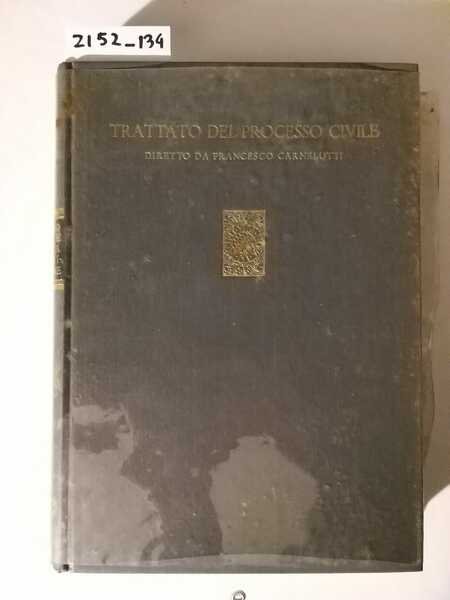 2152_134
TRATTATO DEL PROCESSO CIVILE
DIRETTO DA FRANCESCO CARNELUTTI